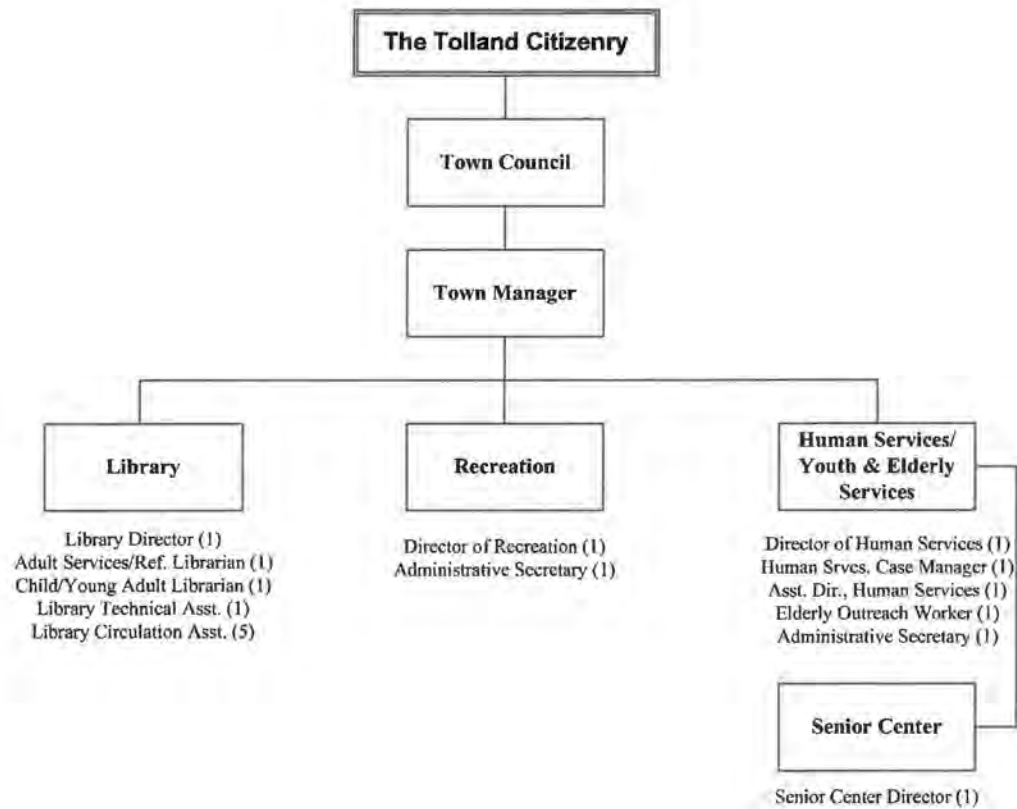 The Tolland Citizenry
Town Council
Town Manager
Library
Library Director (1)
Adult Services/Ref. Librarian (1)
Child/Young Adult Librarian (1)
Library Technical Asst. (1)
Library Circulation Asst. (5)
Recreation
Director of Recreation (1)
Administrative Secretary (1)
Human Services/
Youth & Elderly
Services
Director of Human Services (1)
Human Srvcs. Case Manager (1)
Asst. Dir., Human Services (1)
Elderly Outreach Worker (1)
Administrative Secretary (1)
Senior Center
Senior Center Director (1)